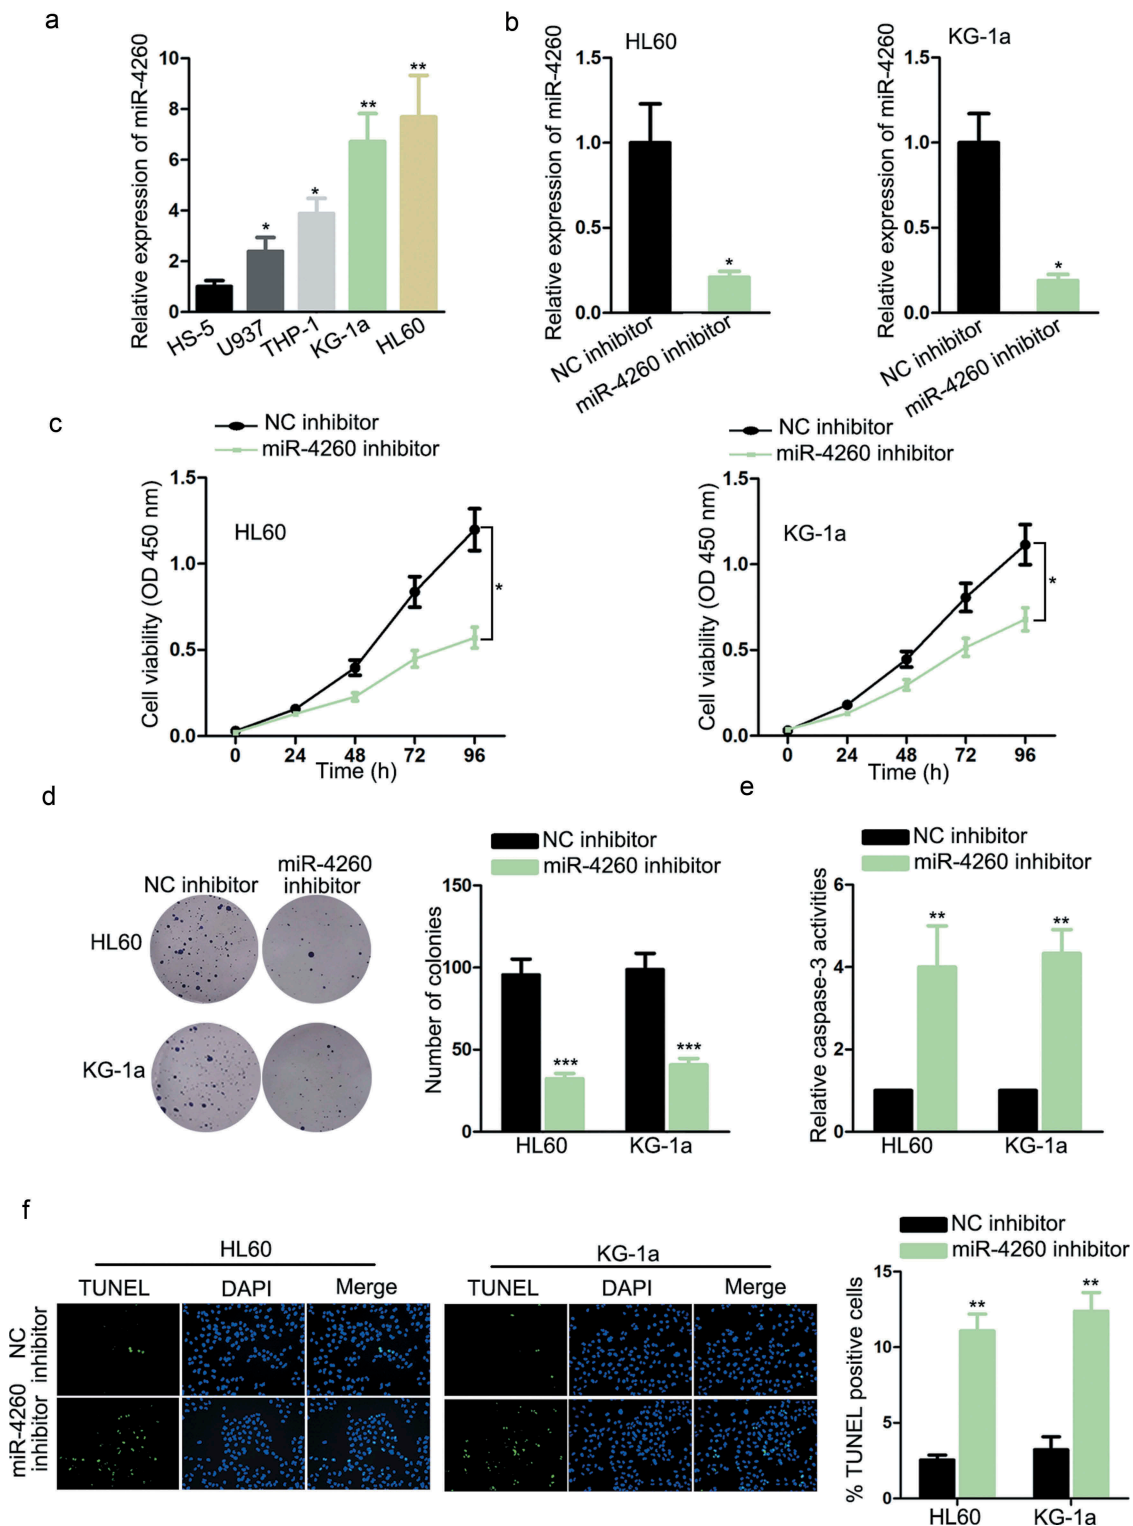 a
Relative expression of miR-4260
10
8
6
4
2
0
*
*
**
**
HS-5
U937
THP-1
KG-1a
HL60
b
HL60
Relative expression of miR-4260
1.5
1.0
0.5
0.0
*
NC inhibitor
miR-4260 inhibitor
KG-1a
Relative expression of miR-4260
1.5
1.0
0.5
0.0
*
NC inhibitor
miR-4260 inhibitor
c
NC inhibitor
miR-4260 inhibitor
HL60
Cell viability (OD 450 nm)
1.5
1.0
0.5
0.0
*
0 24 48 72 96
Time (h)
NC inhibitor
miR-4260 inhibitor
KG-1a
Cell viability (OD 450 nm)
1.5
1.0
0.5
0.0
*
0 24 48 72 96
Time (h)
d
NC inhibitor
miR-4260
inhibitor
HL60
KG-1a
NC inhibitor
miR-4260 inhibitor
Number of colonies
150
100
50
0
***
***
HL60 KG-1a
e
NC inhibitor
miR-4260 inhibitor
Relative caspase-3 activities
6
4
2
0
**
**
HL60 KG-1a
f
HL60
TUNEL DAPI Merge
KG-1a
TUNEL DAPI Merge
NC
inhibitor
miR-4260
inhibitor
NC inhibitor
miR-4260 inhibitor
% TUNEL positive cells
15
10
5
0
**
**
HL60 KG-1a